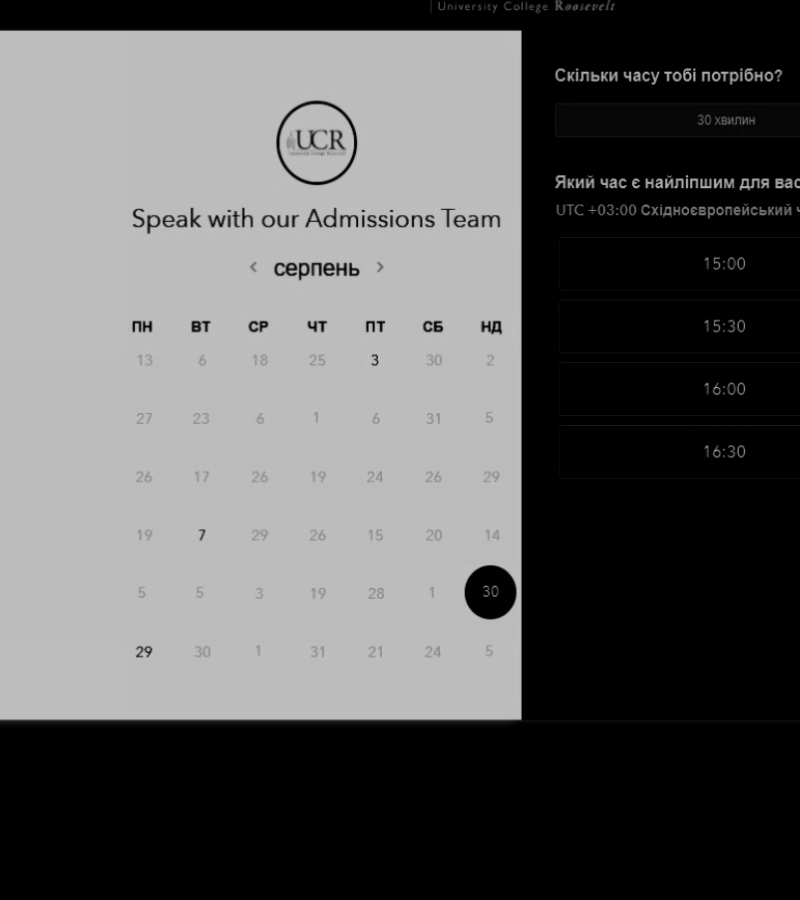 University College Roosevelt
UCR
Speak with our Admissions Team
‹ серпень ›
ПН ВТ СР ЧТ ПТ СБ НД
13 6 18 25 3 30 2
27 23 6 1 6 31 5
26 17 26 19 24 26 29
19 7 29 26 15 20 14
5 5 3 19 28 1 30
29 30 1 31 21 24 5
Скільки часу тобі потрібно?
30 хвилин
Який час є найліпшим для вас
UTC +03:00 Східноєвропейський ч
15:00
15:30
16:00
16:30